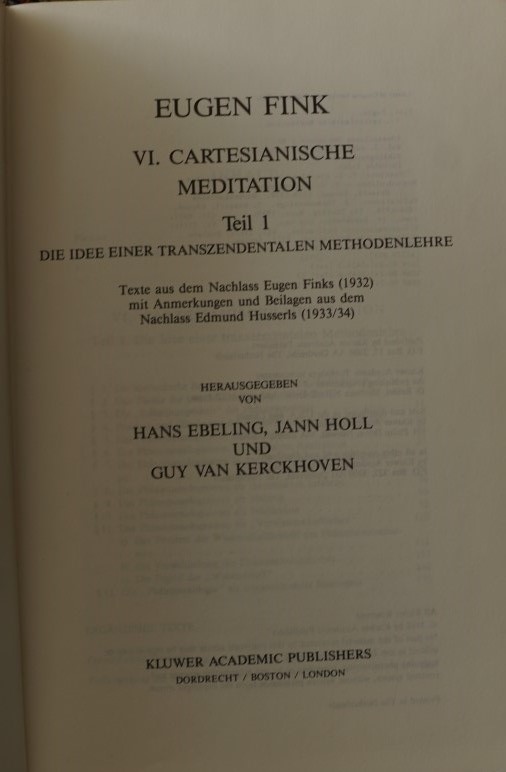 EUGEN FINK
VI. CARTESIANISCHE
MEDITATION
Teil 1
DIE IDEE EINER TRANSZENDENTALEN METHODENLEHRE
Texte aus dem Nachlass Eugen Finks (1932)
mit Anmerkungen und Beilagen aus dem
Nachlass Edmund Husserls (1933/34)
HERAUSGEGEBEN
VON
HANS EBELING, JANN HOLL
UND
GUY VAN KERCKHOVEN
KLUWER ACADEMIC PUBLISHERS
DORDRECHT / BOSTON / LONDON